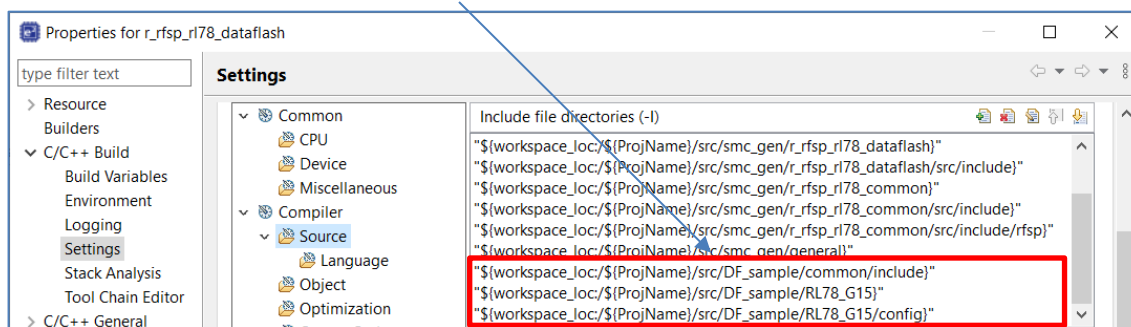 Properties for r_rfsp_rl78_dataflash
type filter text
Settings
Resource
Builders
C/C++ Build
Build Variables
Environment
Logging
Settings
Stack Analysis
Tool Chain Editor
C/C++ General
Common
CPU
Device
Miscellaneous
Compiler
Source
Language
Object
Optimization
Include file directories (-I)
"${workspace_loc:/${ProjName}/src/smc_gen/r_rfsp_rl78_dataflash}"
"${workspace_loc:/${ProjName}/src/smc_gen/r_rfsp_rl78_dataflash/src/include}"
"${workspace_loc:/${ProjName}/src/smc_gen/r_rfsp_rl78_common}"
"${workspace_loc:/${ProjName}/src/smc_gen/r_rfsp_rl78_common/src/include}"
"${workspace_loc:/${ProjName}/src/smc_gen/r_rfsp_rl78_common/src/include/rfsp}"
"${workspace_loc:/${ProjName}/src/smc_gen/general}"
"${workspace_loc:/${ProjName}/src/DF_sample/common/include}"
"${workspace_loc:/${ProjName}/src/DF_sample/RL78_G15}"
"${workspace_loc:/${ProjName}/src/DF_sample/RL78_G15/config}"